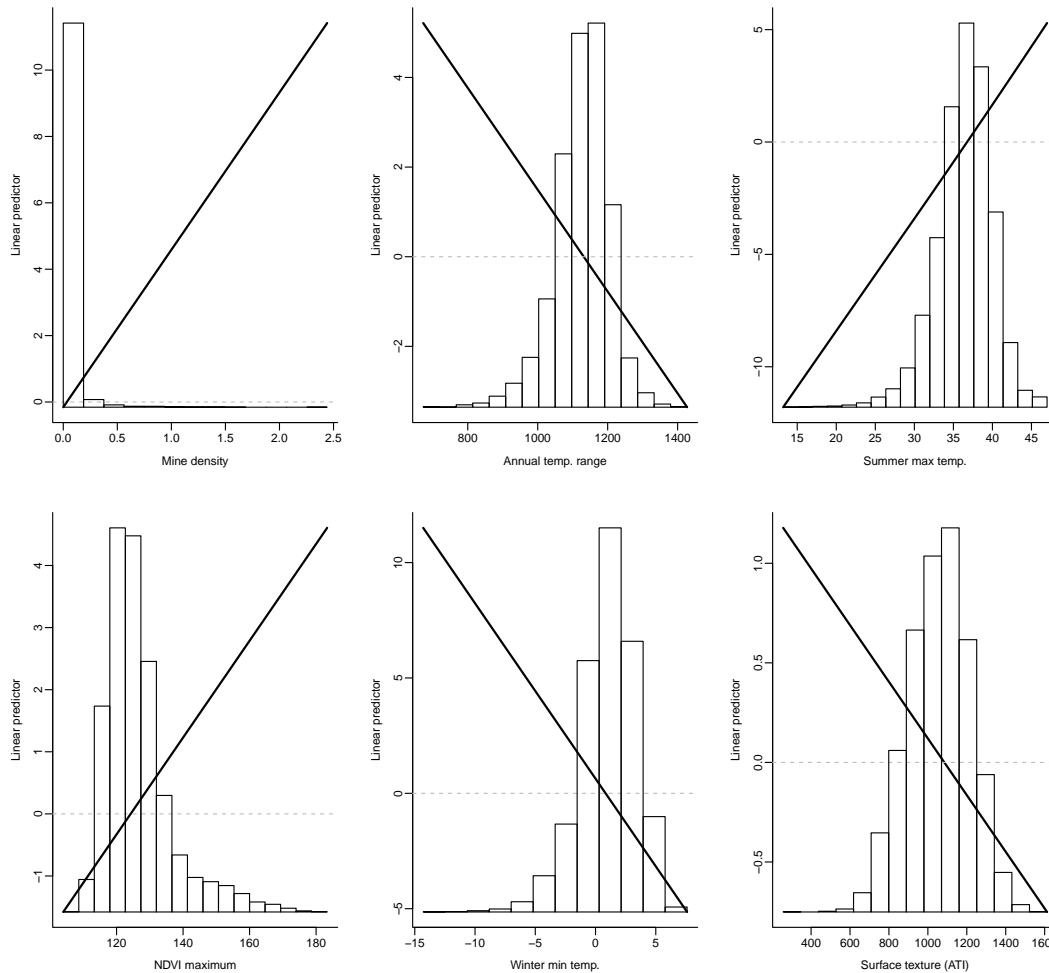 Linear predictor
0 2 4 6 8 10
0.0 0.5 1.0 1.5 2.0 2.5
Mine density
Linear predictor
−2 0 2 4
800 1000 1200 1400
Annual temp. range
Linear predictor
−10 −5 0 5
15 20 25 30 35 40 45
Summer max temp.
Linear predictor
−1 0 1 2 3 4
120 140 160 180
NDVI maximum
Linear predictor
−5 0 5 10
−15 −10 −5 0 5
Winter min temp.
Linear predictor
−0.5 0.0 0.5 1.0
400 600 800 1000 1200 1400 160
Surface texture (ATI)